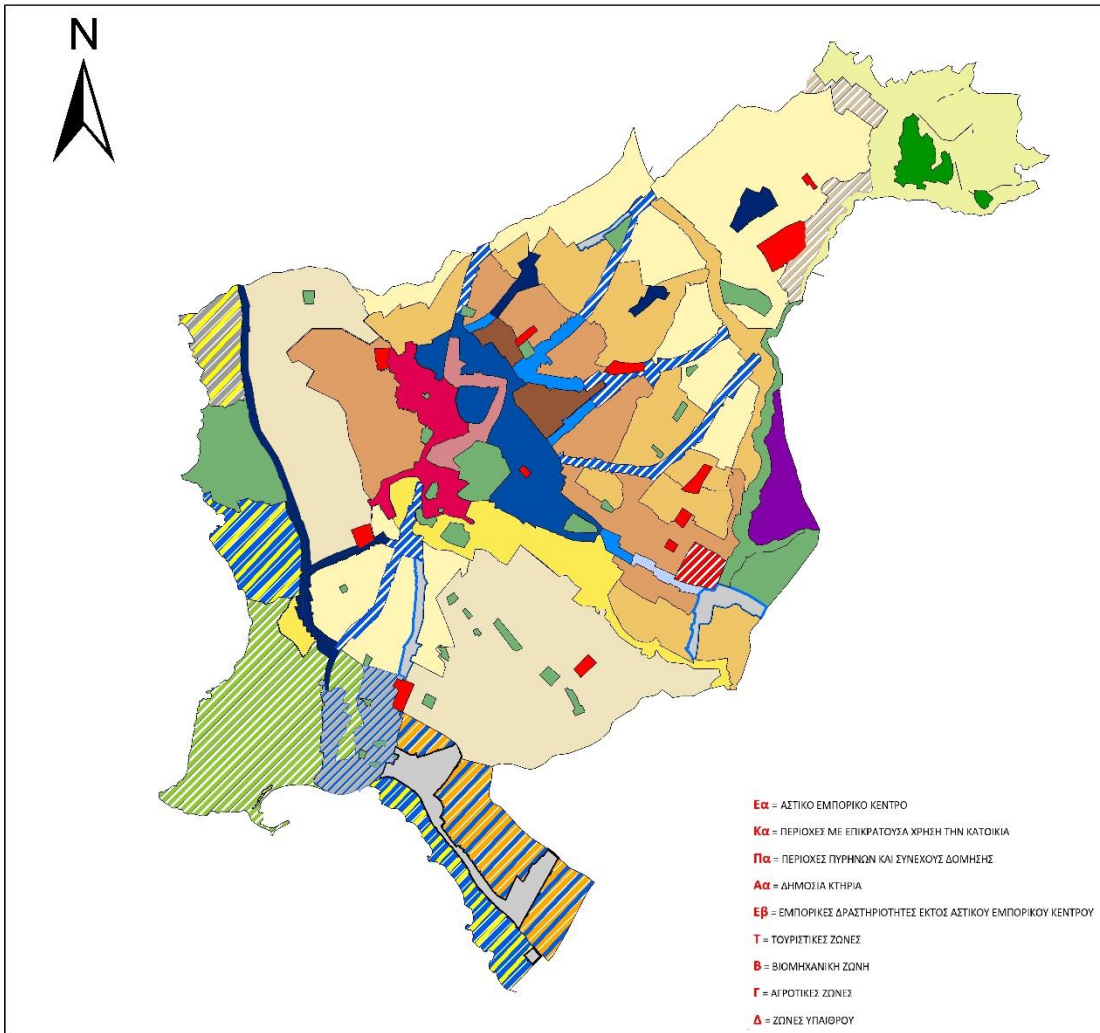 N
Εα = ΑΣΤΙΚΟ ΕΜΠΟΡΙΚΟ ΚΕΝΤΡΟ
Κα = ΠΕΡΙΟΧΕΣ ΜΕ ΕΠΙΚΡΑΤΟΥΣΑ ΧΡΗΣΗ ΤΗΝ ΚΑΤΟΙΚΙΑ
Πα = ΠΕΡΙΟΧΕΣ ΠΥΡΗΝΩΝ ΚΑΙ ΣΥΝΕΧΟΥΣ ΔΟΜΗΣΗΣ
Αα = ΔΗΜΟΣΙΑ ΚΤΗΡΙΑ
Εβ = ΕΜΠΟΡΙΚΕΣ ΔΡΑΣΤΗΡΙΟΤΗΤΕΣ ΕΚΤΟΣ ΑΣΤΙΚΟΥ ΕΜΠΟΡΙΚΟΥ ΚΕΝΤΡΟΥ
Τ = ΤΟΥΡΙΣΤΙΚΕΣ ΖΩΝΕΣ
Β = ΒΙΟΜΗΧΑΝΙΚΗ ΖΩΝΗ
Γ = ΑΓΡΟΤΙΚΕΣ ΖΩΝΕΣ
Δ = ΖΩΝΕΣ ΥΠΑΙΘΡΟΥ